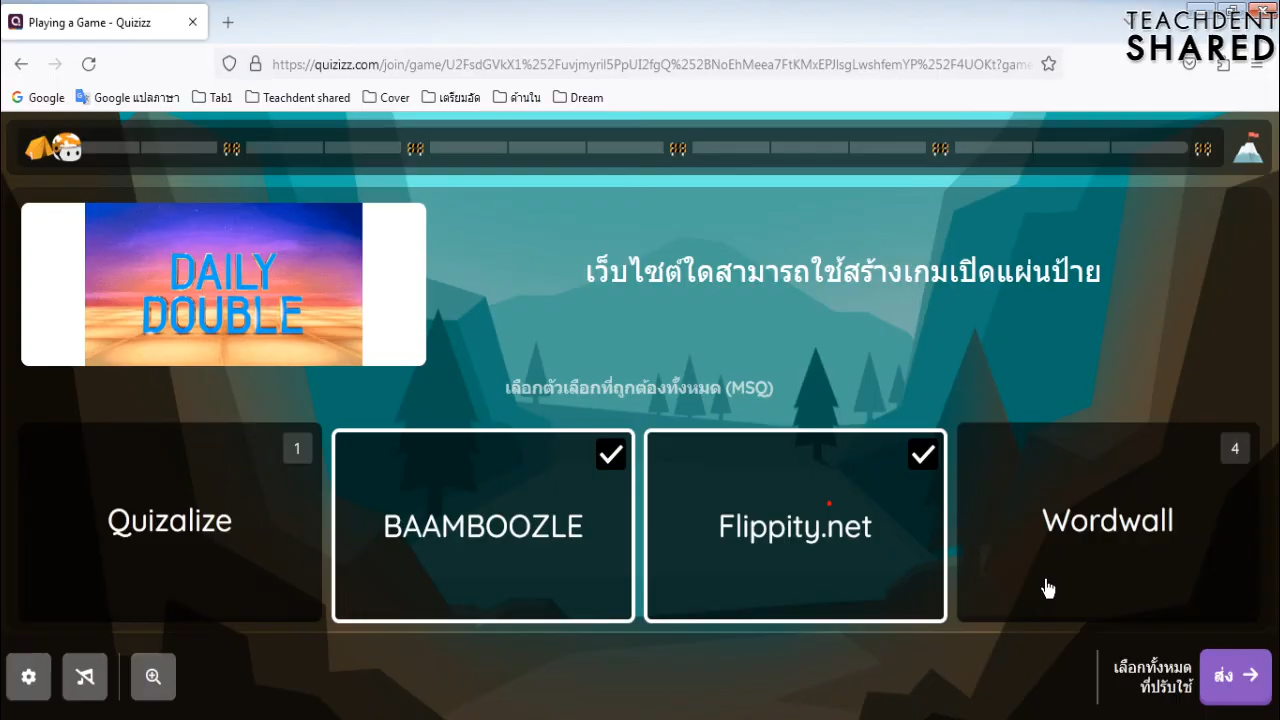 Playing a Game - Quizizz
TEACHDENT
SHARED
https://quizizz.com/join/game/U2FsdGVkX1%252Fuvjmyril5PpUI2fgQ%252BNoEhMeea7FtKMxEPJlsgLwshfemYP%252F4UOKt?game
Google
Google แปลภาษา
Tab1
Teachdent shared
Cover
เตรียมอัด
ด้านใน
Dream
DAILY
DOUBLE
เว็บไซต์ใดสามารถใช้สร้างเกมเปิดแผ่นป้าย
เลือกตัวเลือกที่ถูกต้องทั้งหมด (MSQ)
1
4
Quizalize
BAAMBOOZLE
Flippity.net
Wordwall
เลือกทั้งหมด
ที่ปรับใช้
ส่ง